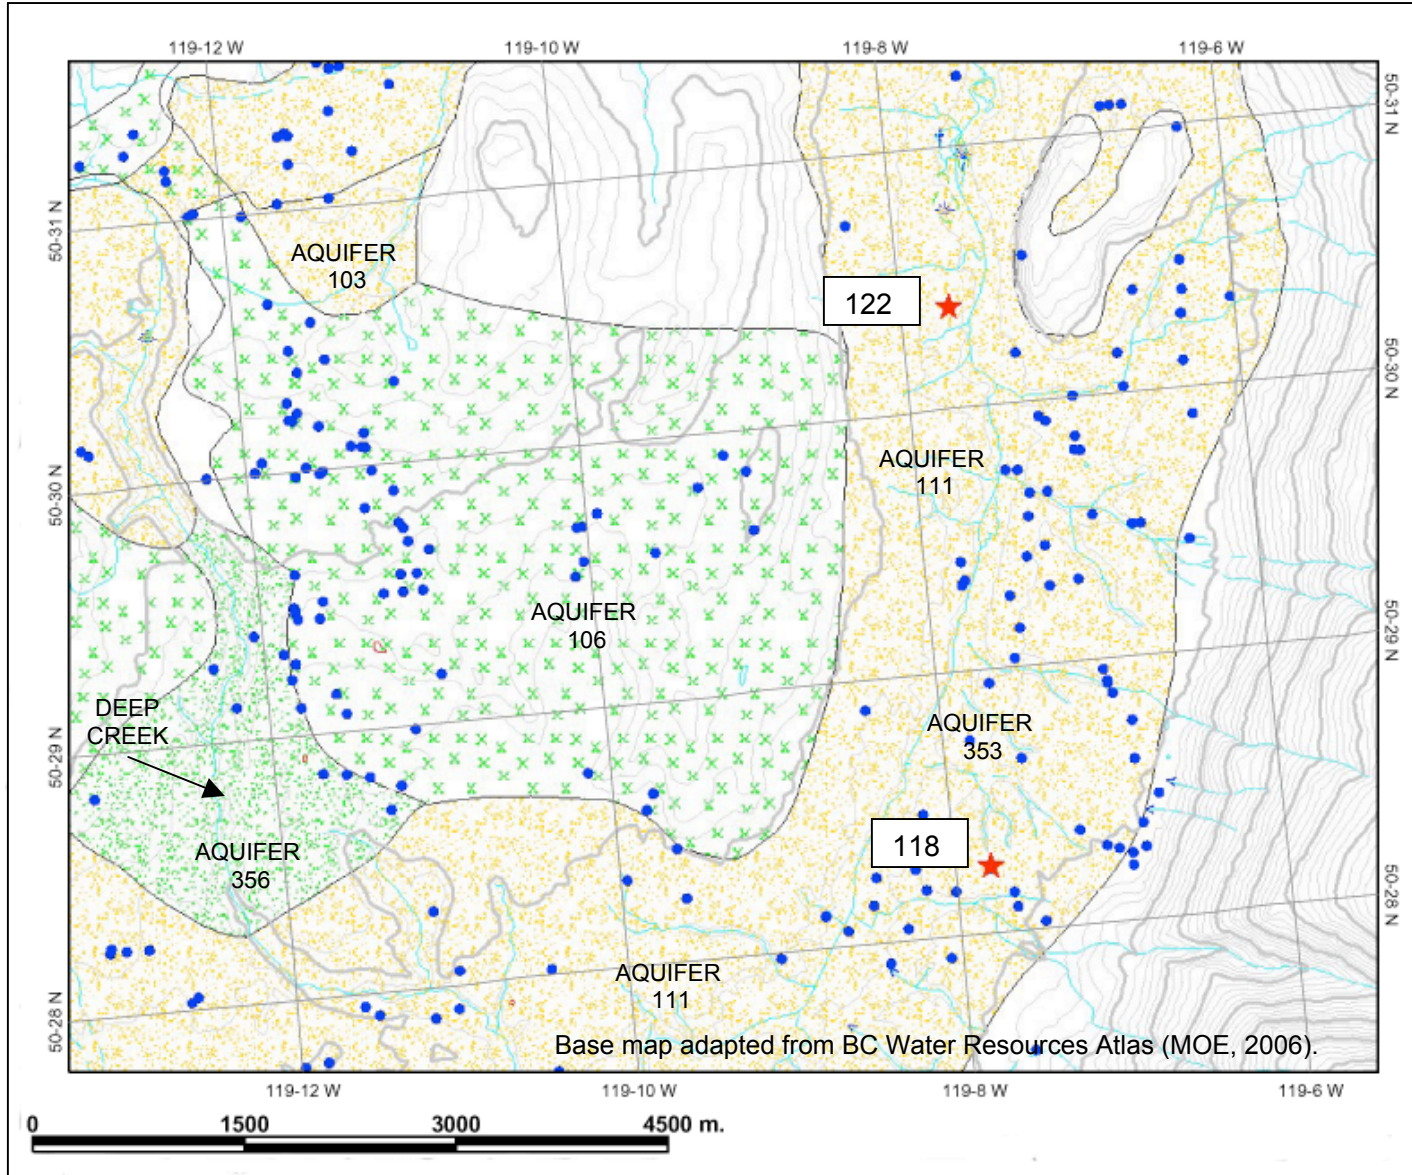 119-12 W
119-10 W
119-8 W
119-6 W
50-31 N
50-31 N
AQUIFER
103
122
50-30 N
50-30 N
AQUIFER
111
AQUIFER
106
50-29 N
50-29 N
DEEP
CREEK
AQUIFER
353
AQUIFER
356
118
50-28 N
50-28 N
AQUIFER
111
Base map adapted from BC Water Resources Atlas (MOE, 2006).
119-12 W
119-10 W
119-8 W
119-6 W
0
1500
3000
4500 m.